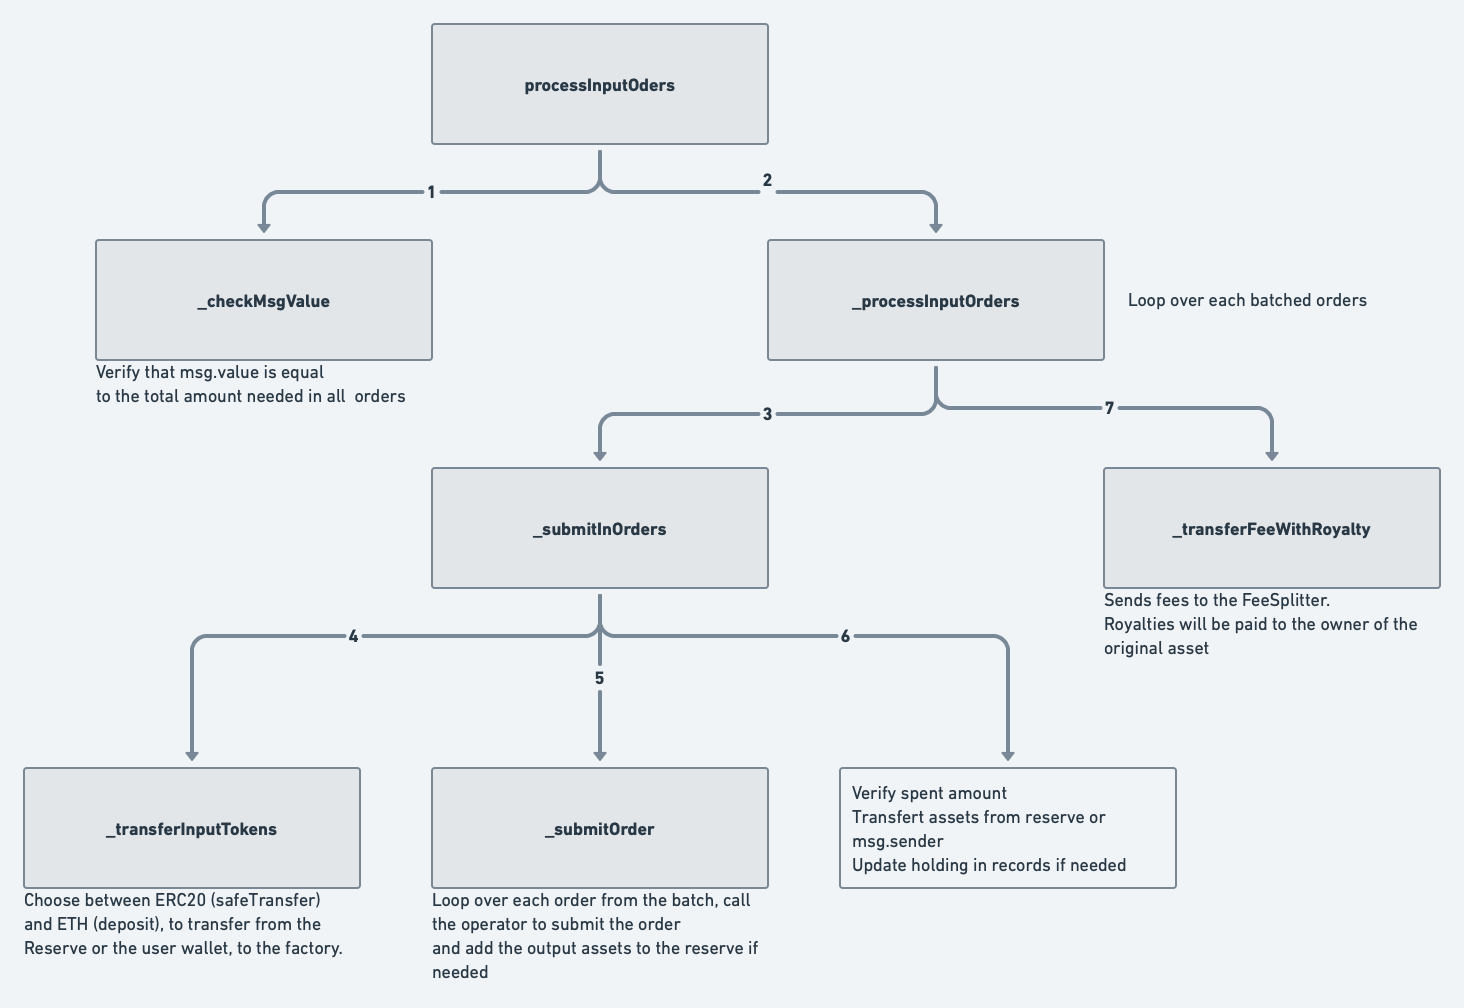 processInputOders
1
2
_checkMsgValue
_processInputOrders
Loop over each batched orders
Verify that msg.value is equal
to the total amount needed in all  orders
3
7
_submitInOrders
_transferFeeWithRoyalty
Sends fees to the FeeSplitter.
Royalties will be paid to the owner of the
original asset
4
6
5
_transferInputTokens
_submitOrder
Verify spent amount
Transfert assets from reserve or
msg.sender
Update holding in records if needed
Choose between ERC20 (safeTransfer)
and ETH (deposit), to transfer from the
Reserve or the user wallet, to the factory.
Loop over each order from the batch, call
the operator to submit the order
and add the output assets to the reserve if
needed